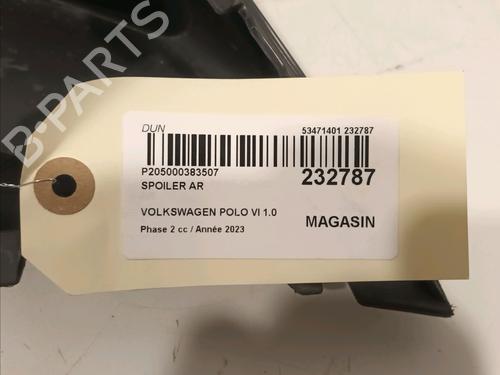 B-PARTS
DUN
53471401 232787
P205000383507
232787
SPOILER AR
VOLKSWAGEN POLO VI 1.0
MAGASIN
Phase 2 cc / Année 2023